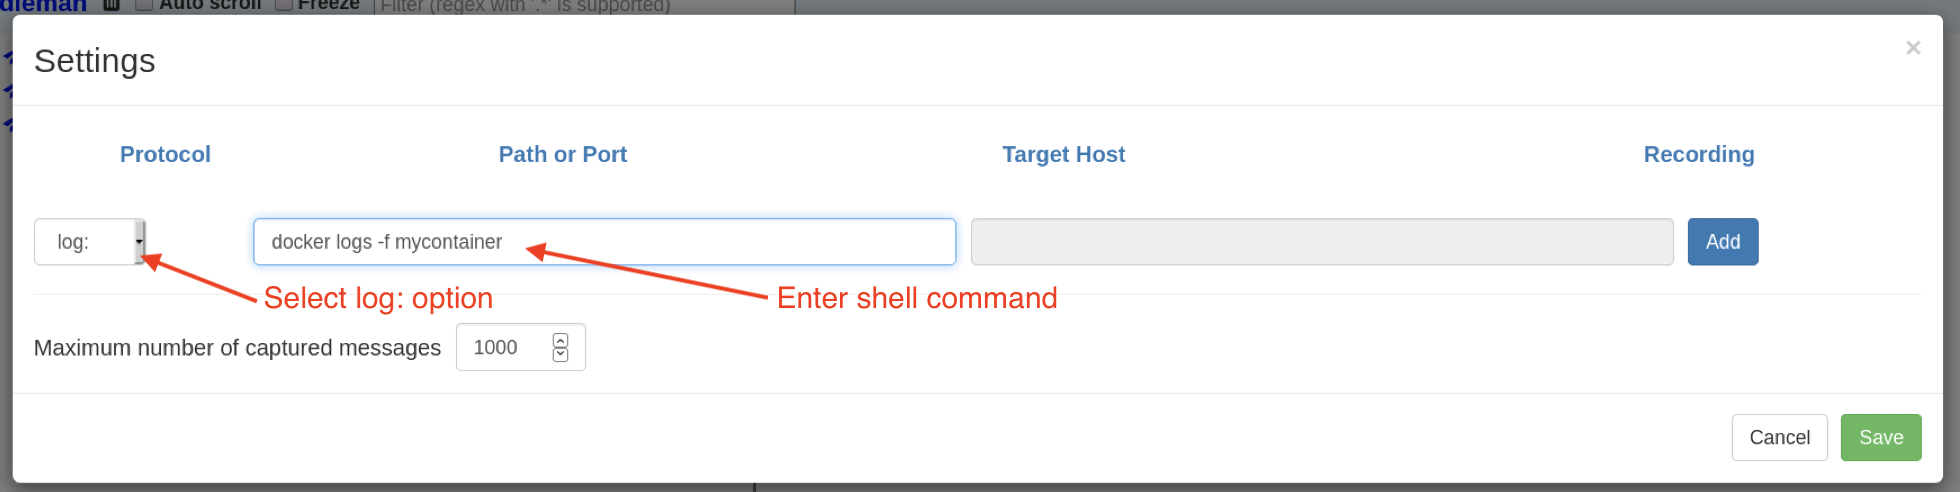 Auto scroll Freeze Filter (regex with '.*' is supported)
Settings ×
Protocol Path or Port Target Host Recording
log: docker logs -f mycontainer Add
Select log: option Enter shell command
Maximum number of captured messages 1000
Cancel Save